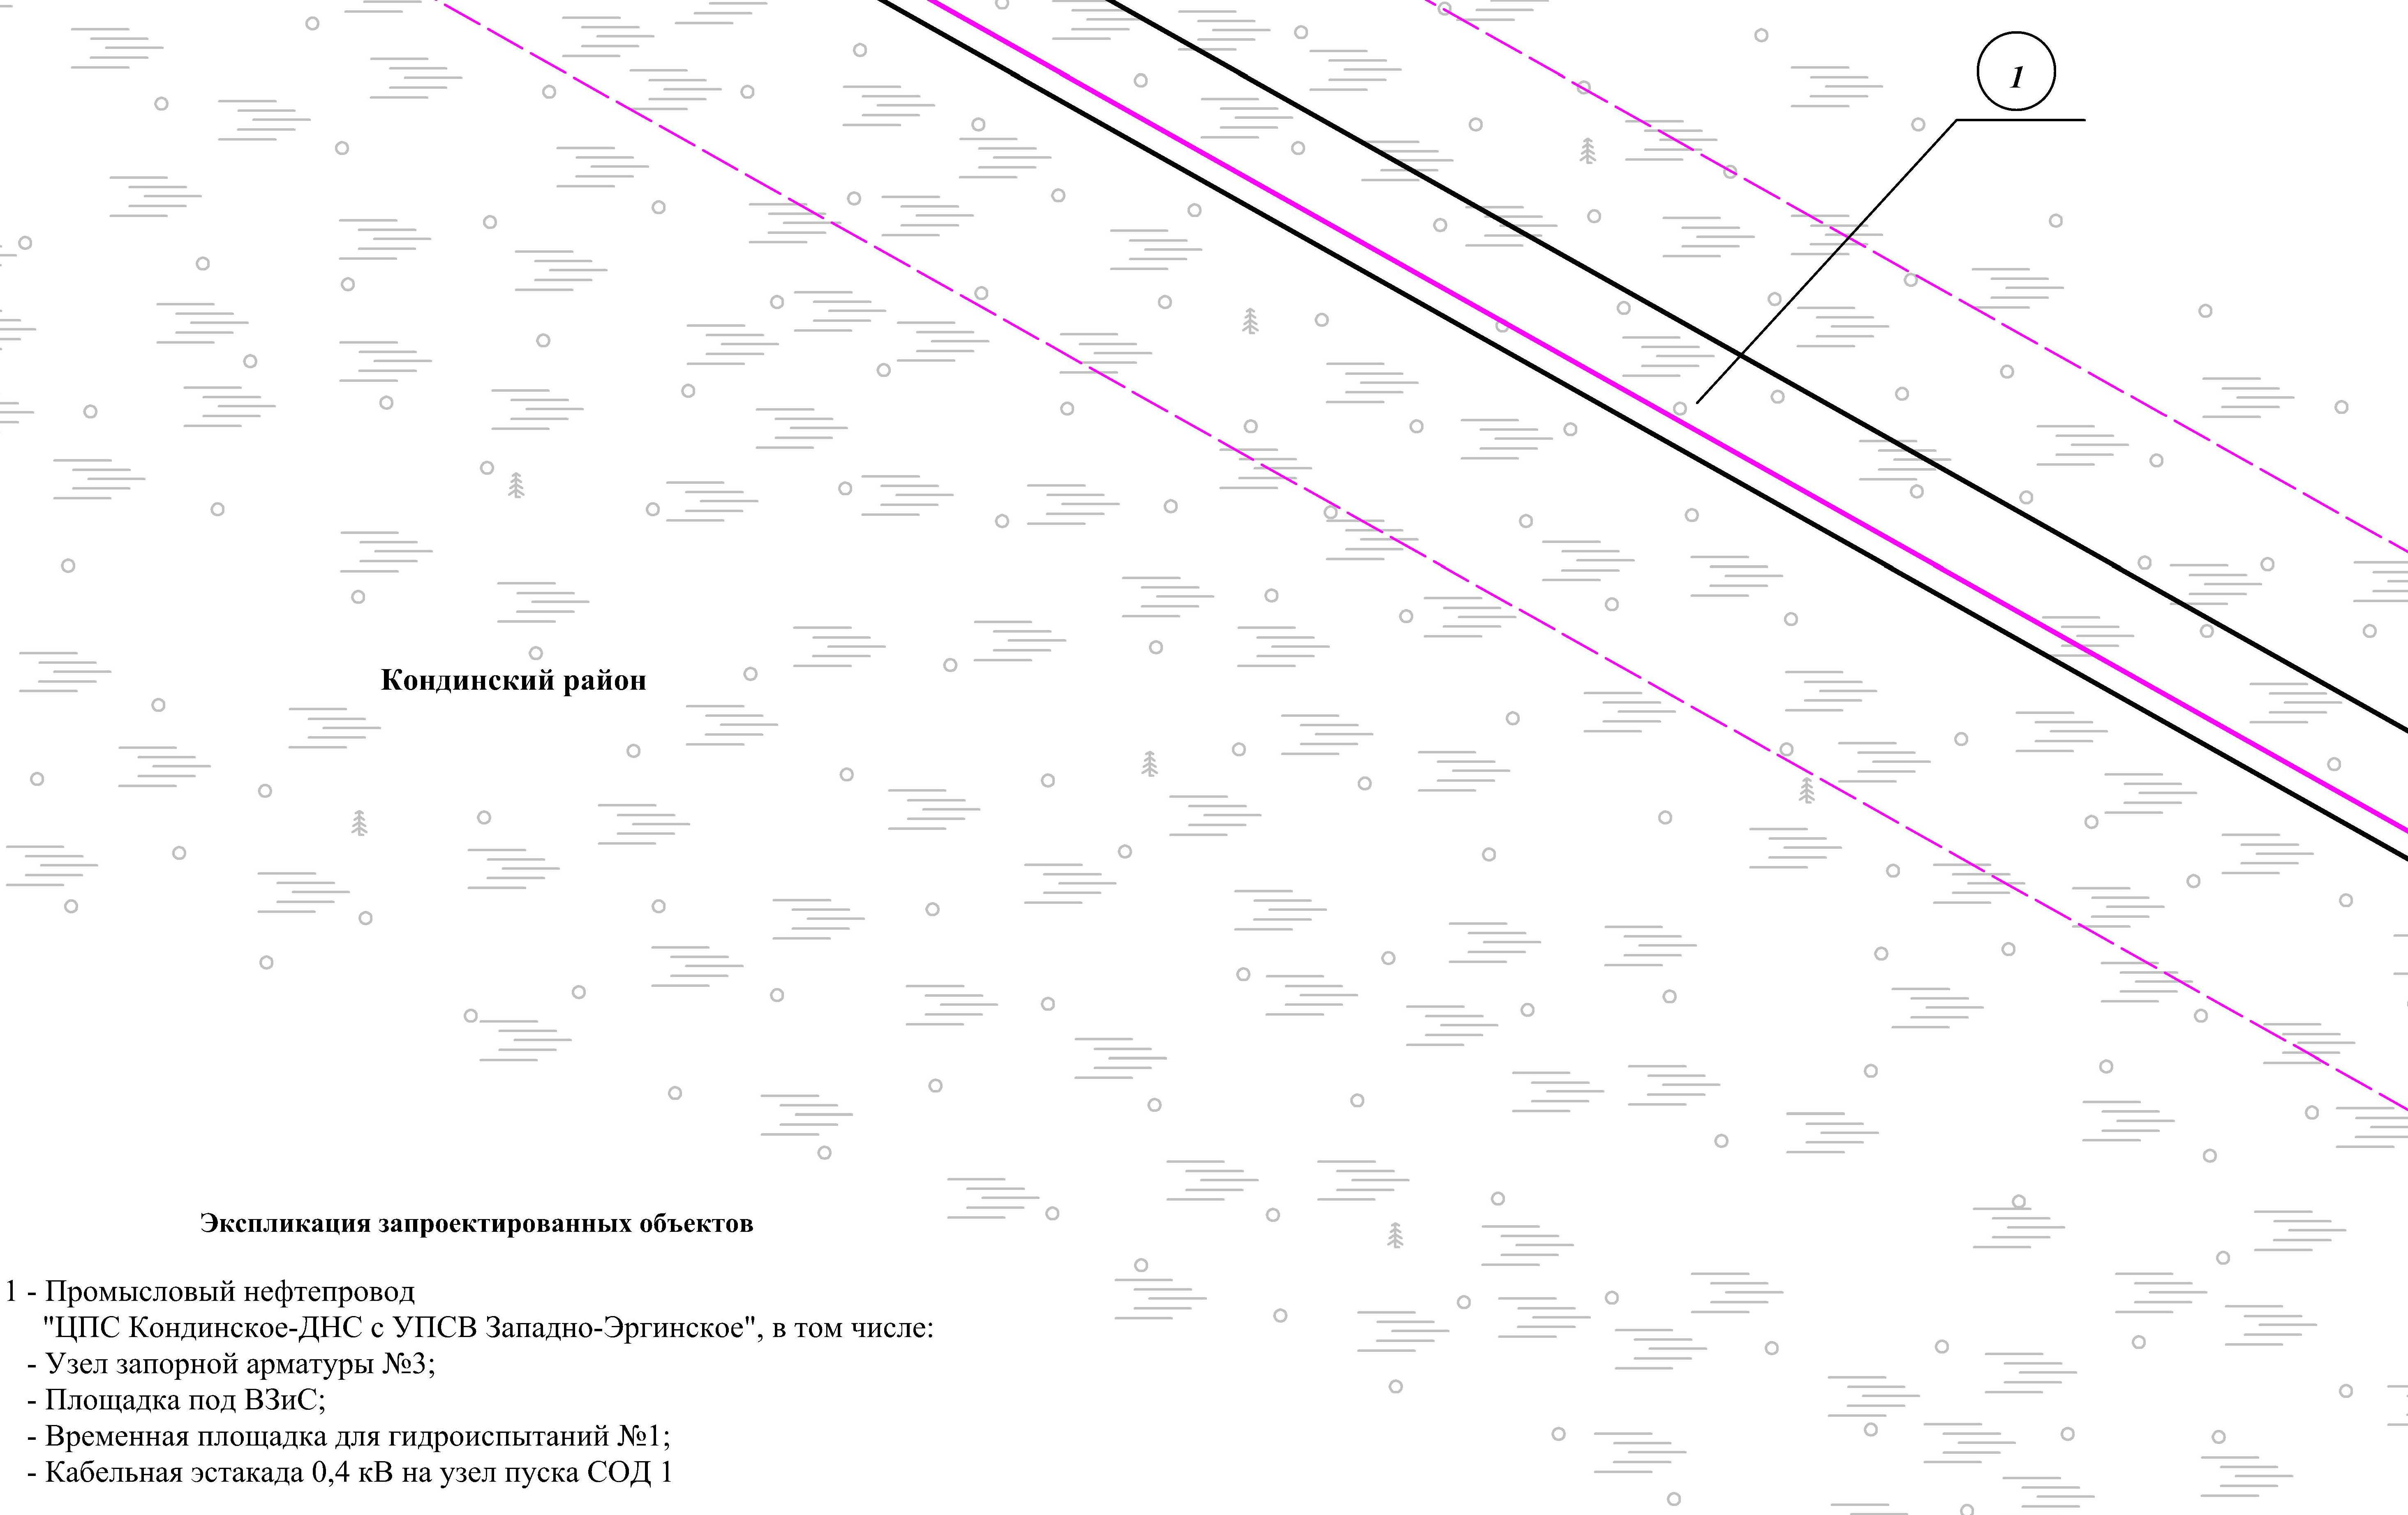 1
Кондинский район
Экспликация запроектированных объектов
1 - Промысловый нефтепровод
"ЦПС Кондинское-ДНС с УПСВ Западно-Эргинское", в том числе:
- Узел запорной арматуры №3;
- Площадка под ВЗиС;
- Временная площадка для гидроиспытаний №1;
- Кабельная эстакада 0,4 кВ на узел пуска СОД 1